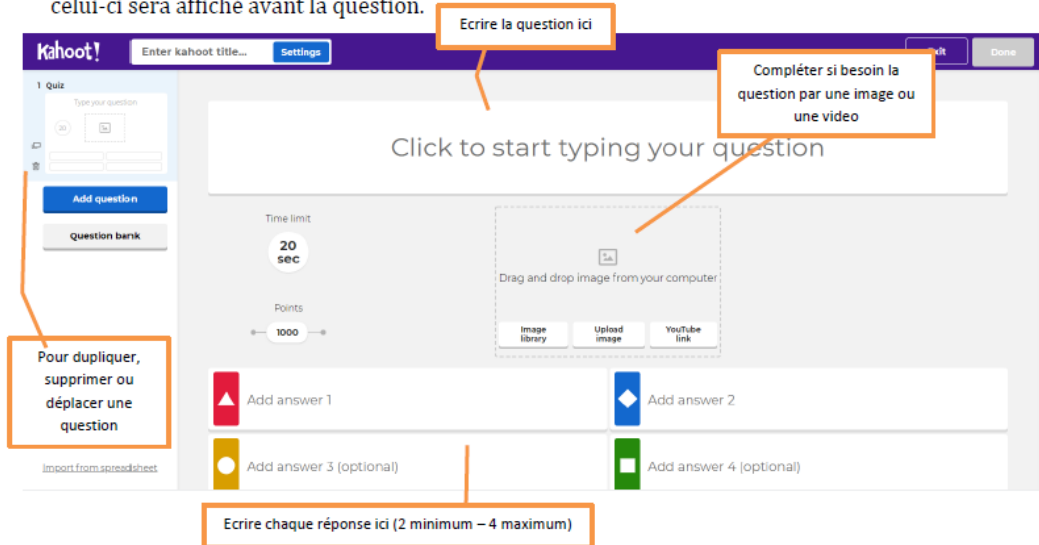 celui-ci sera affiché avant la question.
Ecrire la question ici
Kahoot!
Enter kahoot title...
Settings
Exit
Done
Compléter si besoin la
question par une image ou
une video
1 Quiz
Type your question
20
Click to start typing your question
Add question
Question bank
Time limit
20
sec
Drag and drop image from your computer
Points
1000
Image
library
Upload
image
YouTube
link
Pour dupliquer,
supprimer ou
déplacer une
question
Add answer 1
Add answer 2
Import from spreadsheet
Add answer 3 (optional)
Add answer 4 (optional)
Ecrire chaque réponse ici (2 minimum – 4 maximum)